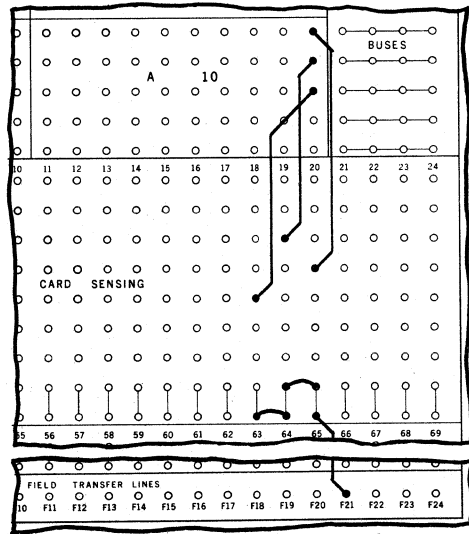 BUSES
A 10
10 11 12 13 14 15 16 17 18 19 20 21 22 23 24
CARD SENSING
55 56 57 58 59 60 61 62 63 64 65 66 67 68 69
FIELD TRANSFER LINES
10 F11 F12 F13 F14 F15 F16 F17 F18 F19 F20 F21 F22 F23 F24